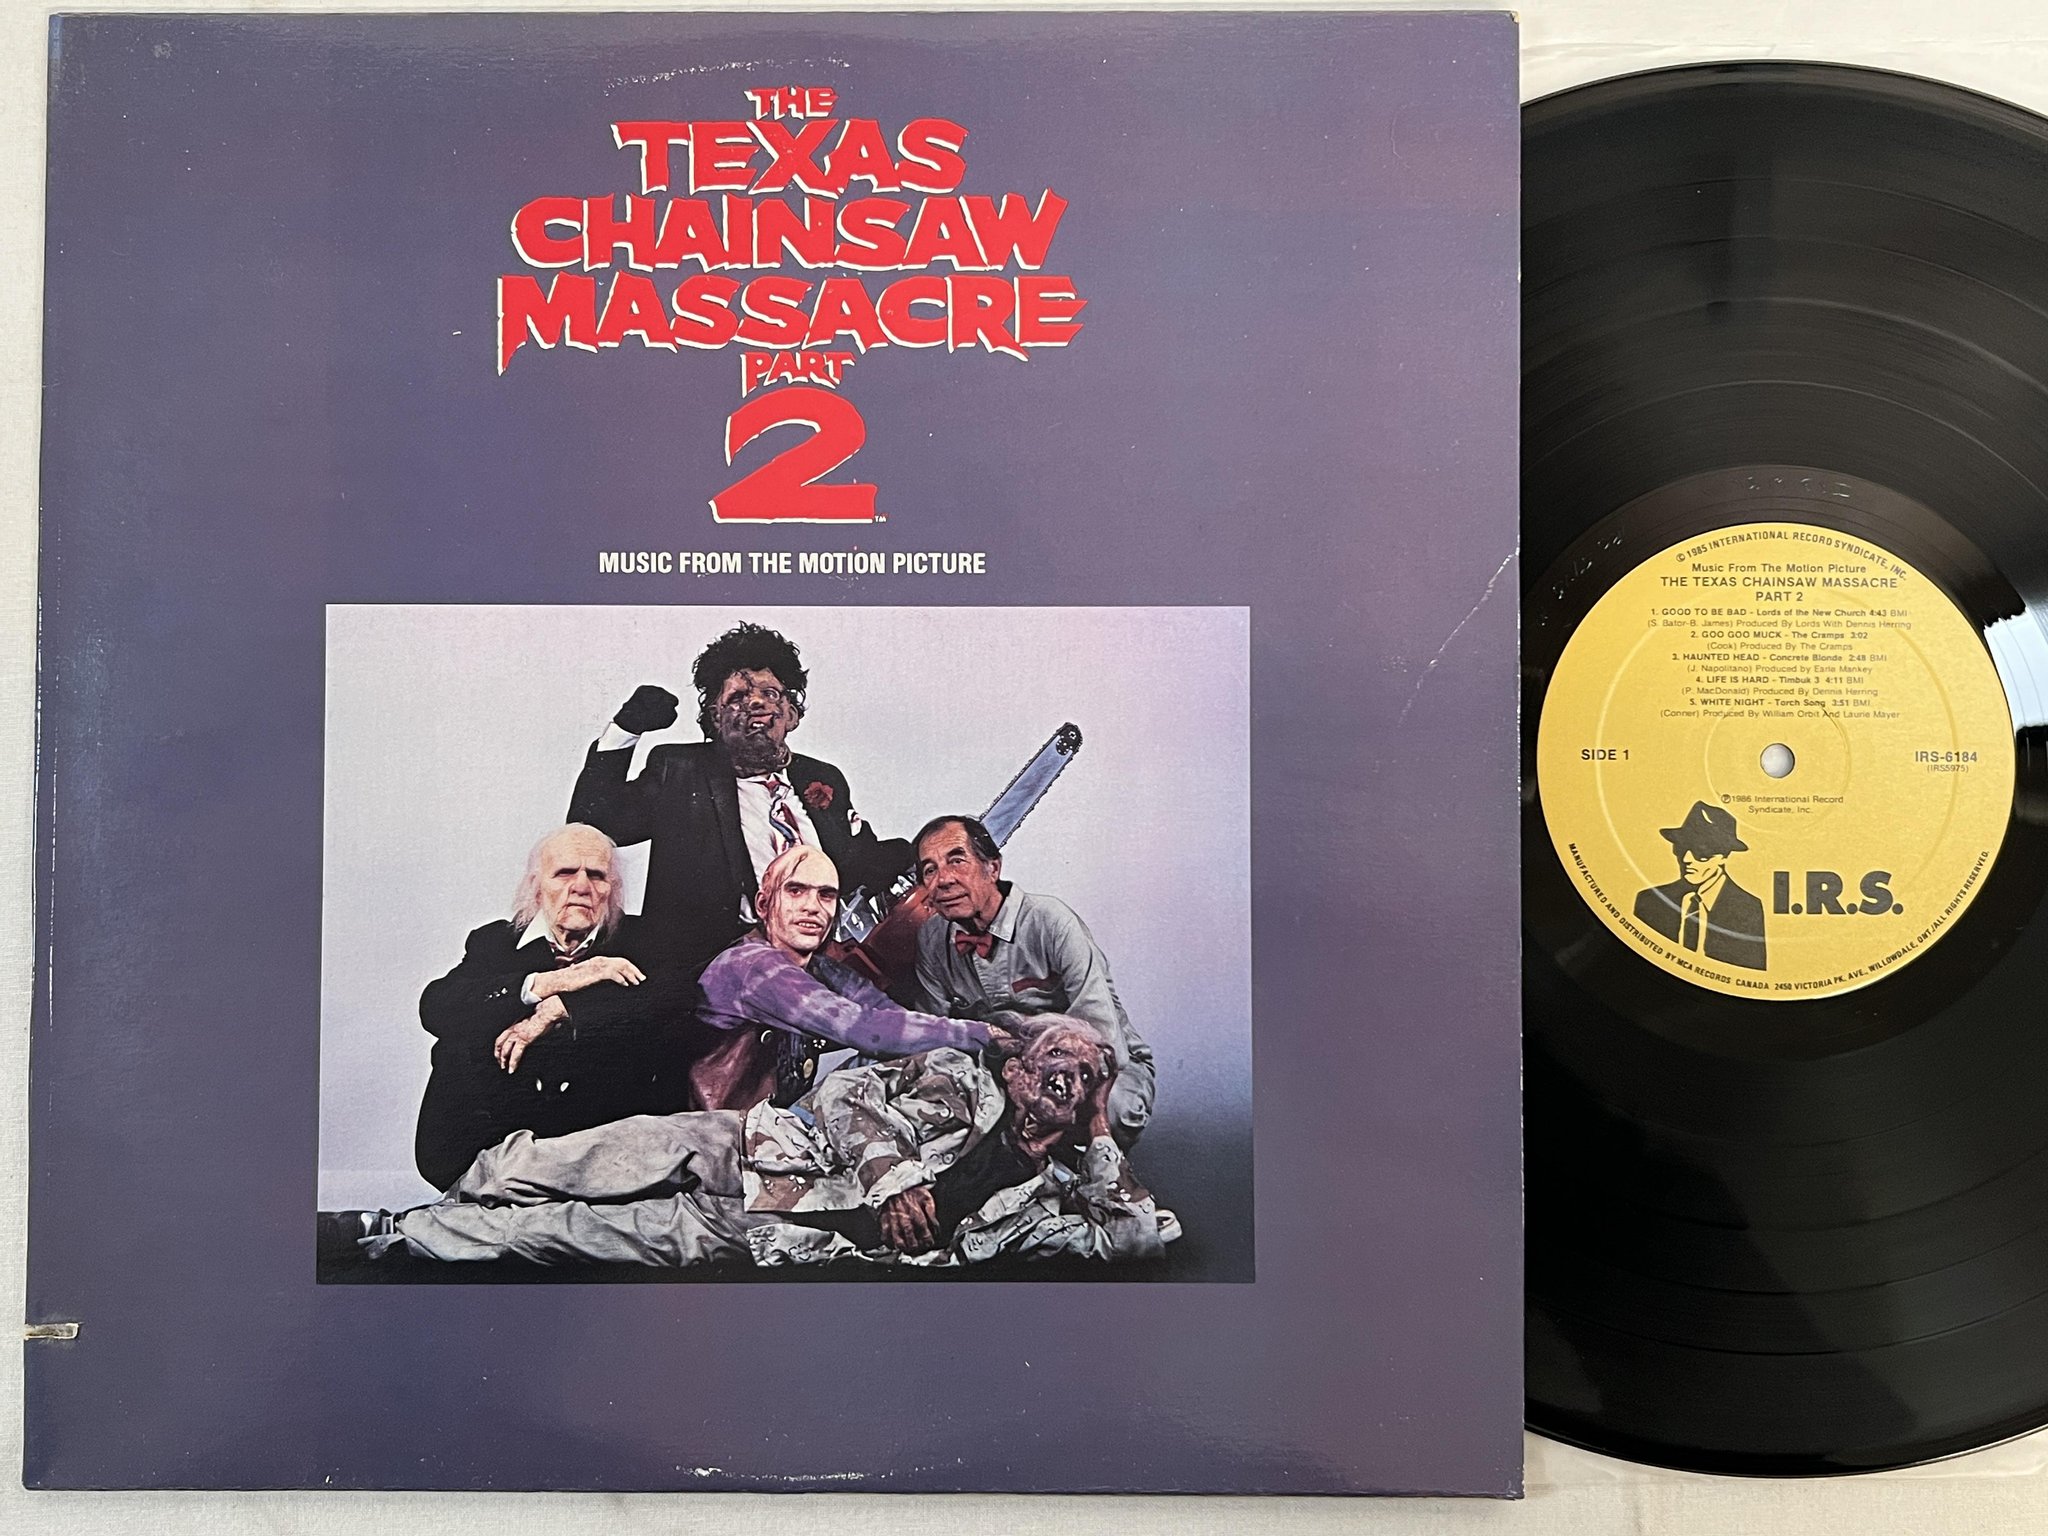 THE
TEXAS
CHAINSAW
MASSACRE
PART
2™
MUSIC FROM THE MOTION PICTURE
© 1985 INTERNATIONAL RECORD SYNDICATE, INC.
Music From The Motion Picture
THE TEXAS CHAINSAW MASSACRE
PART 2
1. GOOD TO BE BAD - Lords of the New Church 4:43 BMI
(S. Bator-B. James) Produced By Lords With Dennis Herring
2. GOO GOO MUCK - The Cramps 3:02
(Cook) Produced By The Cramps
3. HAUNTED HEAD - Concrete Blonde 2:48 BMI
(J. Napolitano) Produced by Earle Mankey
4. LIFE IS HARD - Timbuk 3 4:11 BMI
(P. MacDonald) Produced By Dennis Herring
5. WHITE NIGHT - Torch Song 3:51 BMI
(Conner) Produced By William Orbit And Laurie Mayer
SIDE 1
IRS-6184
(IRS5975)
℗1986 International Record
Syndicate, Inc.
I.R.S.
MANUFACTURED AND DISTRIBUTED BY MCA RECORDS CANADA 2450 VICTORIA PK. AVE., WILLOWDALE, ONT./ALL RIGHTS RESERVED.